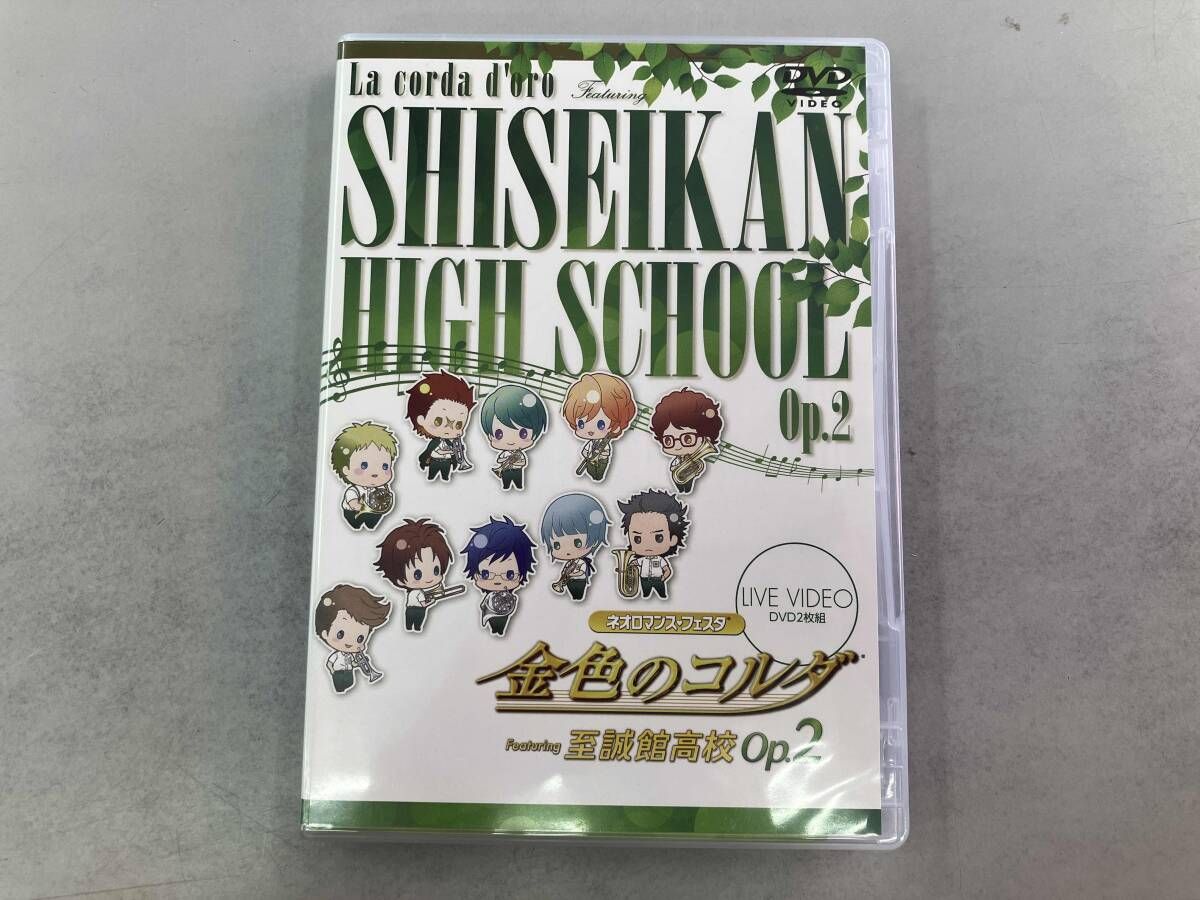 La corda d'oro Featuring
DVD
VIDEO
SHISEIKAN
HIGH SCHOOL
Op.2
LIVE VIDEO
DVD2枚組
ネオロマンス・フェスタ
金色のコルダ
Featuring 至誠館高校 Op.2